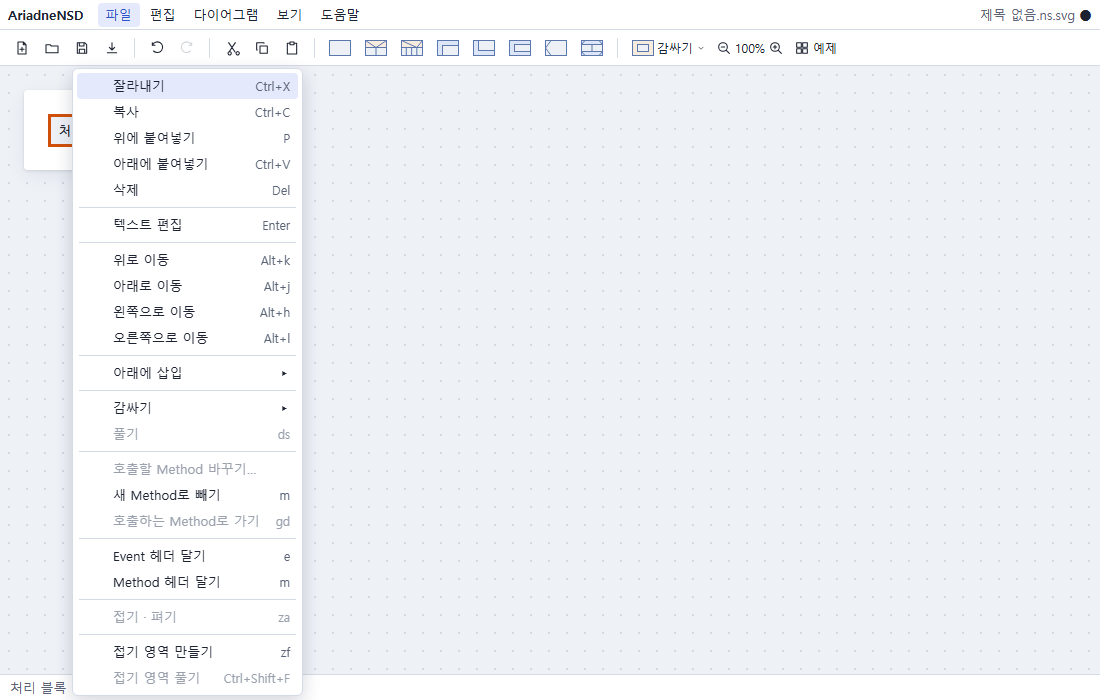 AriadneNSD 파일 편집 다이어그램 보기 도움말 제목 없음.ns.svg
감싸기 100% 예제
처
잘라내기 Ctrl+X
복사 Ctrl+C
위에 붙여넣기 P
아래에 붙여넣기 Ctrl+V
삭제 Del
텍스트 편집 Enter
위로 이동 Alt+k
아래로 이동 Alt+j
왼쪽으로 이동 Alt+h
오른쪽으로 이동 Alt+l
아래에 삽입
감싸기
풀기 ds
호출할 Method 바꾸기...
새 Method로 빼기 m
호출하는 Method로 가기 gd
Event 헤더 달기 e
Method 헤더 달기 m
접기 · 펴기 za
접기 영역 만들기 zf
접기 영역 풀기 Ctrl+Shift+F
처리 블록